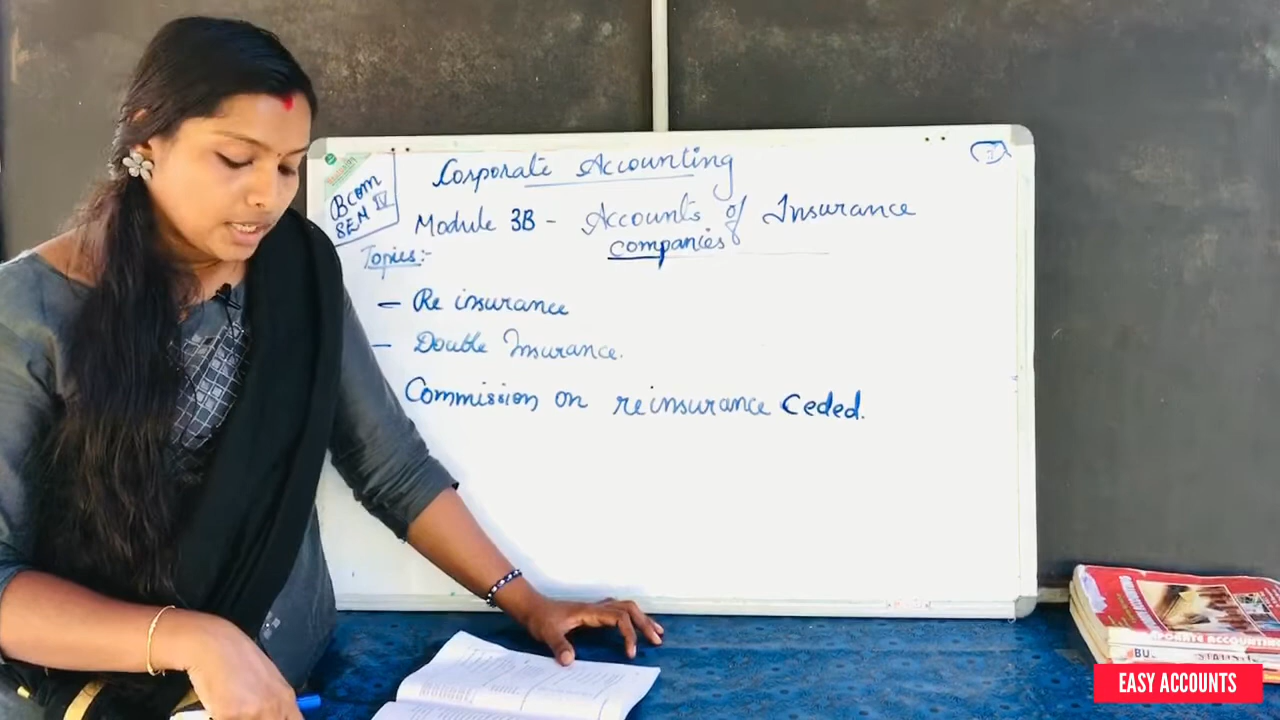 Corporate Accounting
Bcom
SEM IV
Module 3B - Accounts of Insurance
companies
Topics:-
- Re insurance
- Double Insurance.
Commission on reinsurance Ceded.
EASY ACCOUNTS